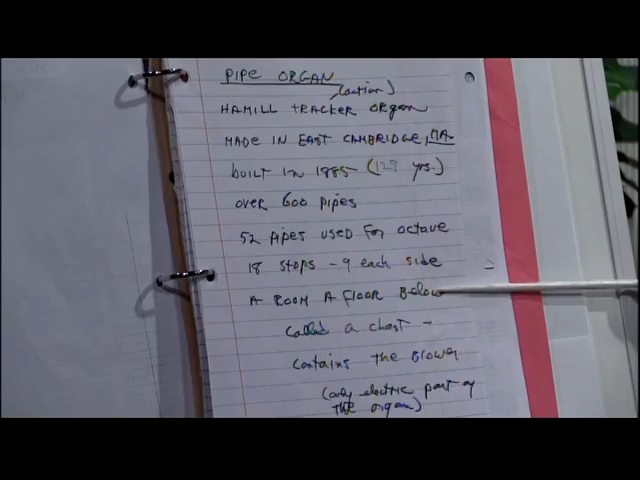 PIPE ORGAN
(action)
HAMILL TRACKER ORGAN
MADE IN EAST CAMBRIDGE, MA.
built IN 1885 (129 yrs.)
over 600 pipes
52 pipes used for octave
18 stops - 9 each side
A ROOM A floor Below
Called a chest -
contains the Blower
(only electric part of
the organ)